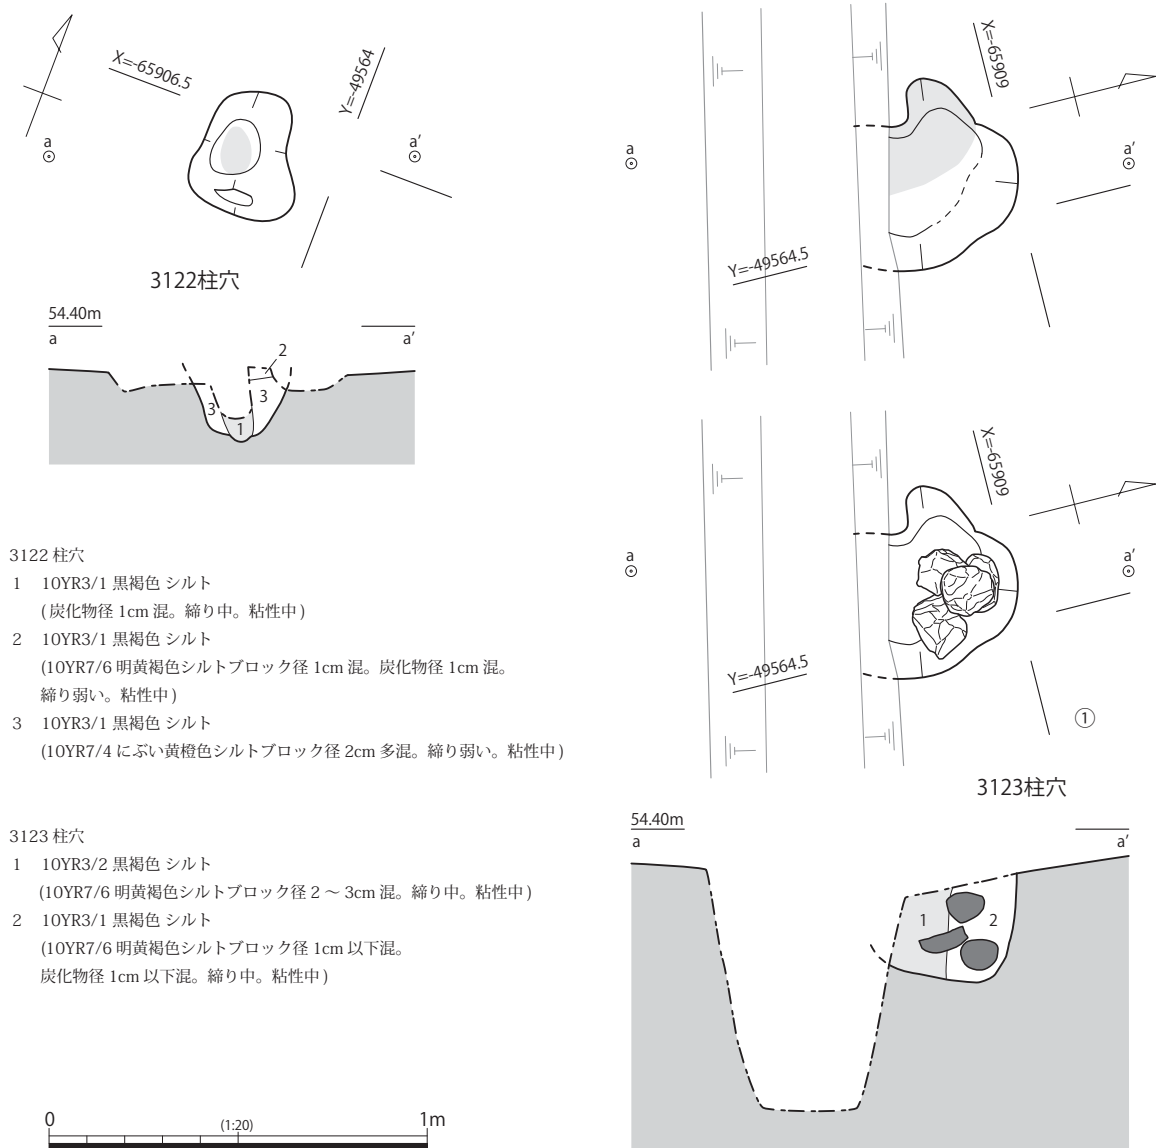 X=-65906.5
Y=-49564
a
a′
3122柱穴
54.40m
a
a′
2
3
3
1
3122 柱穴
1 10YR3/1 黒褐色 シルト
(炭化物径 1cm 混。締り中。粘性中)
2 10YR3/1 黒褐色 シルト
(10YR7/6 明黄褐色シルトブロック径 1cm 混。炭化物径 1cm 混。
締り弱い。粘性中)
3 10YR3/1 黒褐色 シルト
(10YR7/4 にぶい黄橙色シルトブロック径 2cm 多混。締り弱い。粘性中)
3123 柱穴
1 10YR3/2 黒褐色 シルト
(10YR7/6 明黄褐色シルトブロック径 2 ～ 3cm 混。締り中。粘性中)
2 10YR3/1 黒褐色 シルト
(10YR7/6 明黄褐色シルトブロック径 1cm 以下混。
炭化物径 1cm 以下混。締り中。粘性中)
0 (1:20) 1m
X=-65909
a
a′
Y=-49564.5
X=-65909
a
a′
Y=-49564.5
①
3123柱穴
54.40m
a
a′
1
2